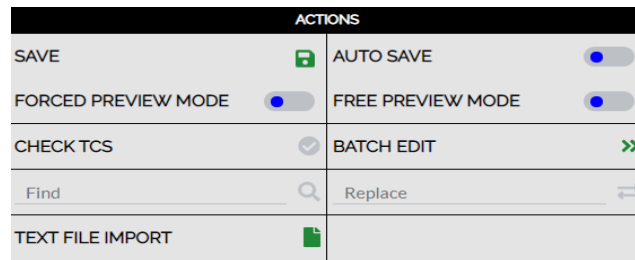 ACTIONS
SAVE
AUTO SAVE
FORCED PREVIEW MODE
FREE PREVIEW MODE
CHECK TCS
BATCH EDIT
Find
Replace
TEXT FILE IMPORT